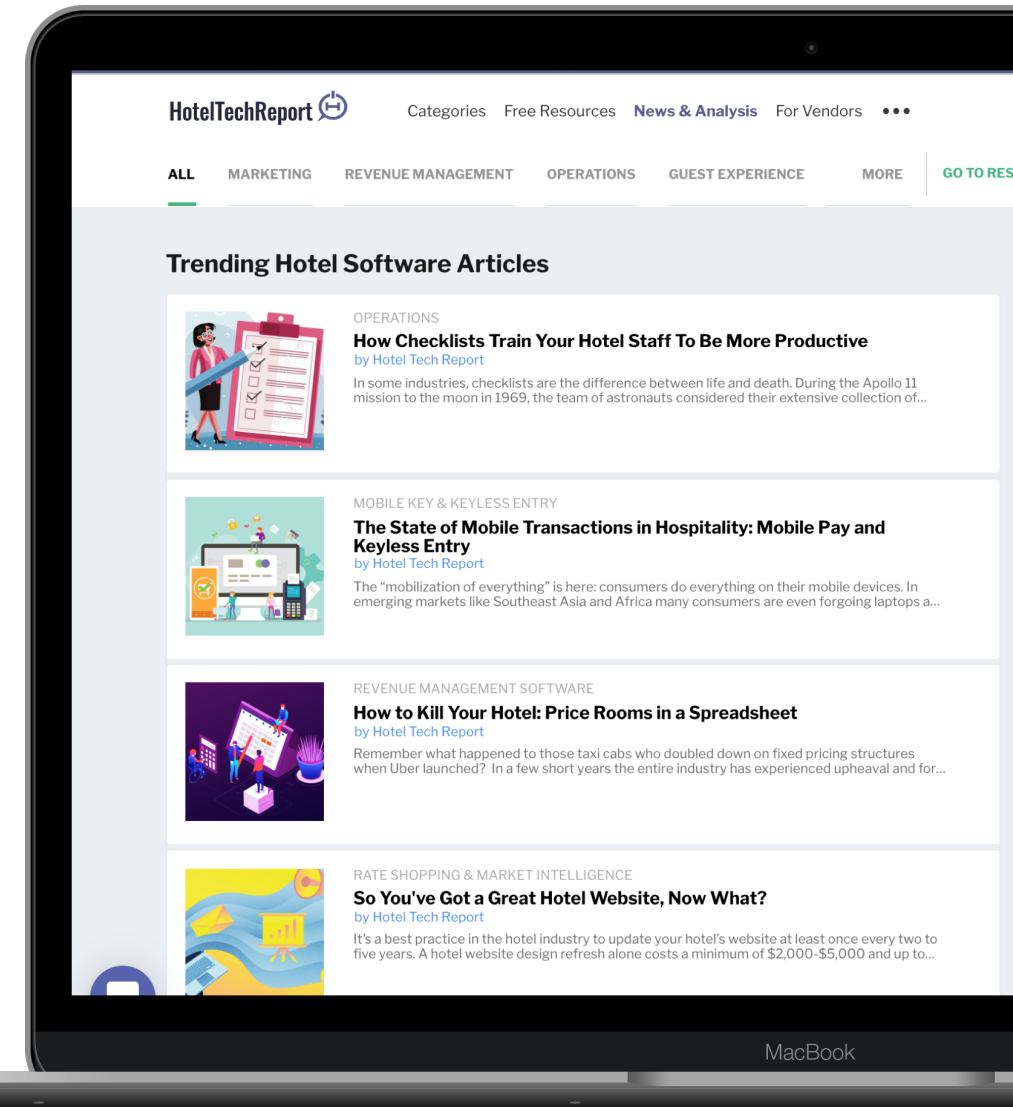 HotelTechReport
Categories Free Resources News & Analysis For Vendors •••
ALL MARKETING REVENUE MANAGEMENT OPERATIONS GUEST EXPERIENCE MORE GO TO RES
Trending Hotel Software Articles
OPERATIONS
How Checklists Train Your Hotel Staff To Be More Productive
by Hotel Tech Report
In some industries, checklists are the difference between life and death. During the Apollo 11
mission to the moon in 1969, the team of astronauts considered their extensive collection of…
MOBILE KEY & KEYLESS ENTRY
The State of Mobile Transactions in Hospitality: Mobile Pay and
Keyless Entry
by Hotel Tech Report
The “mobilization of everything” is here: consumers do everything on their mobile devices. In
emerging markets like Southeast Asia and Africa many consumers are even forgoing laptops a…
REVENUE MANAGEMENT SOFTWARE
How to Kill Your Hotel: Price Rooms in a Spreadsheet
by Hotel Tech Report
Remember what happened to those taxi cabs who doubled down on fixed pricing structures
when Uber launched? In a few short years the entire industry has experienced upheaval and for…
RATE SHOPPING & MARKET INTELLIGENCE
So You've Got a Great Hotel Website, Now What?
by Hotel Tech Report
It’s a best practice in the hotel industry to update your hotel’s website at least once every two to
five years. A hotel website design refresh alone costs a minimum of $2,000-$5,000 and up to…
MacBook